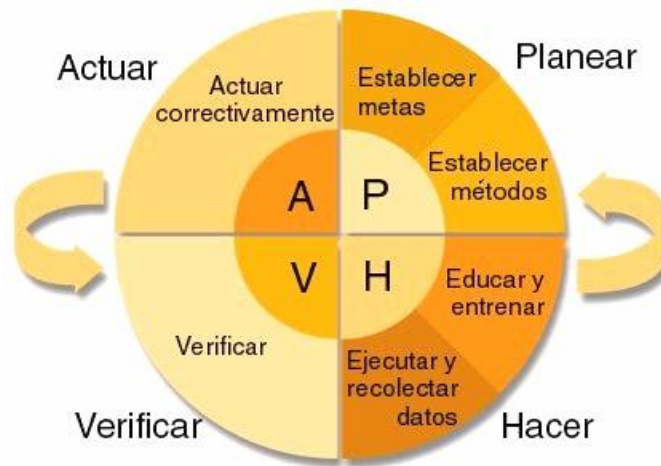 Actuar
Planear
Actuar
correctivamente
Establecer
metas
Establecer
métodos
A
P
V
H
Educar y
entrenar
Verificar
Ejecutar y
recolectar
datos
Verificar
Hacer